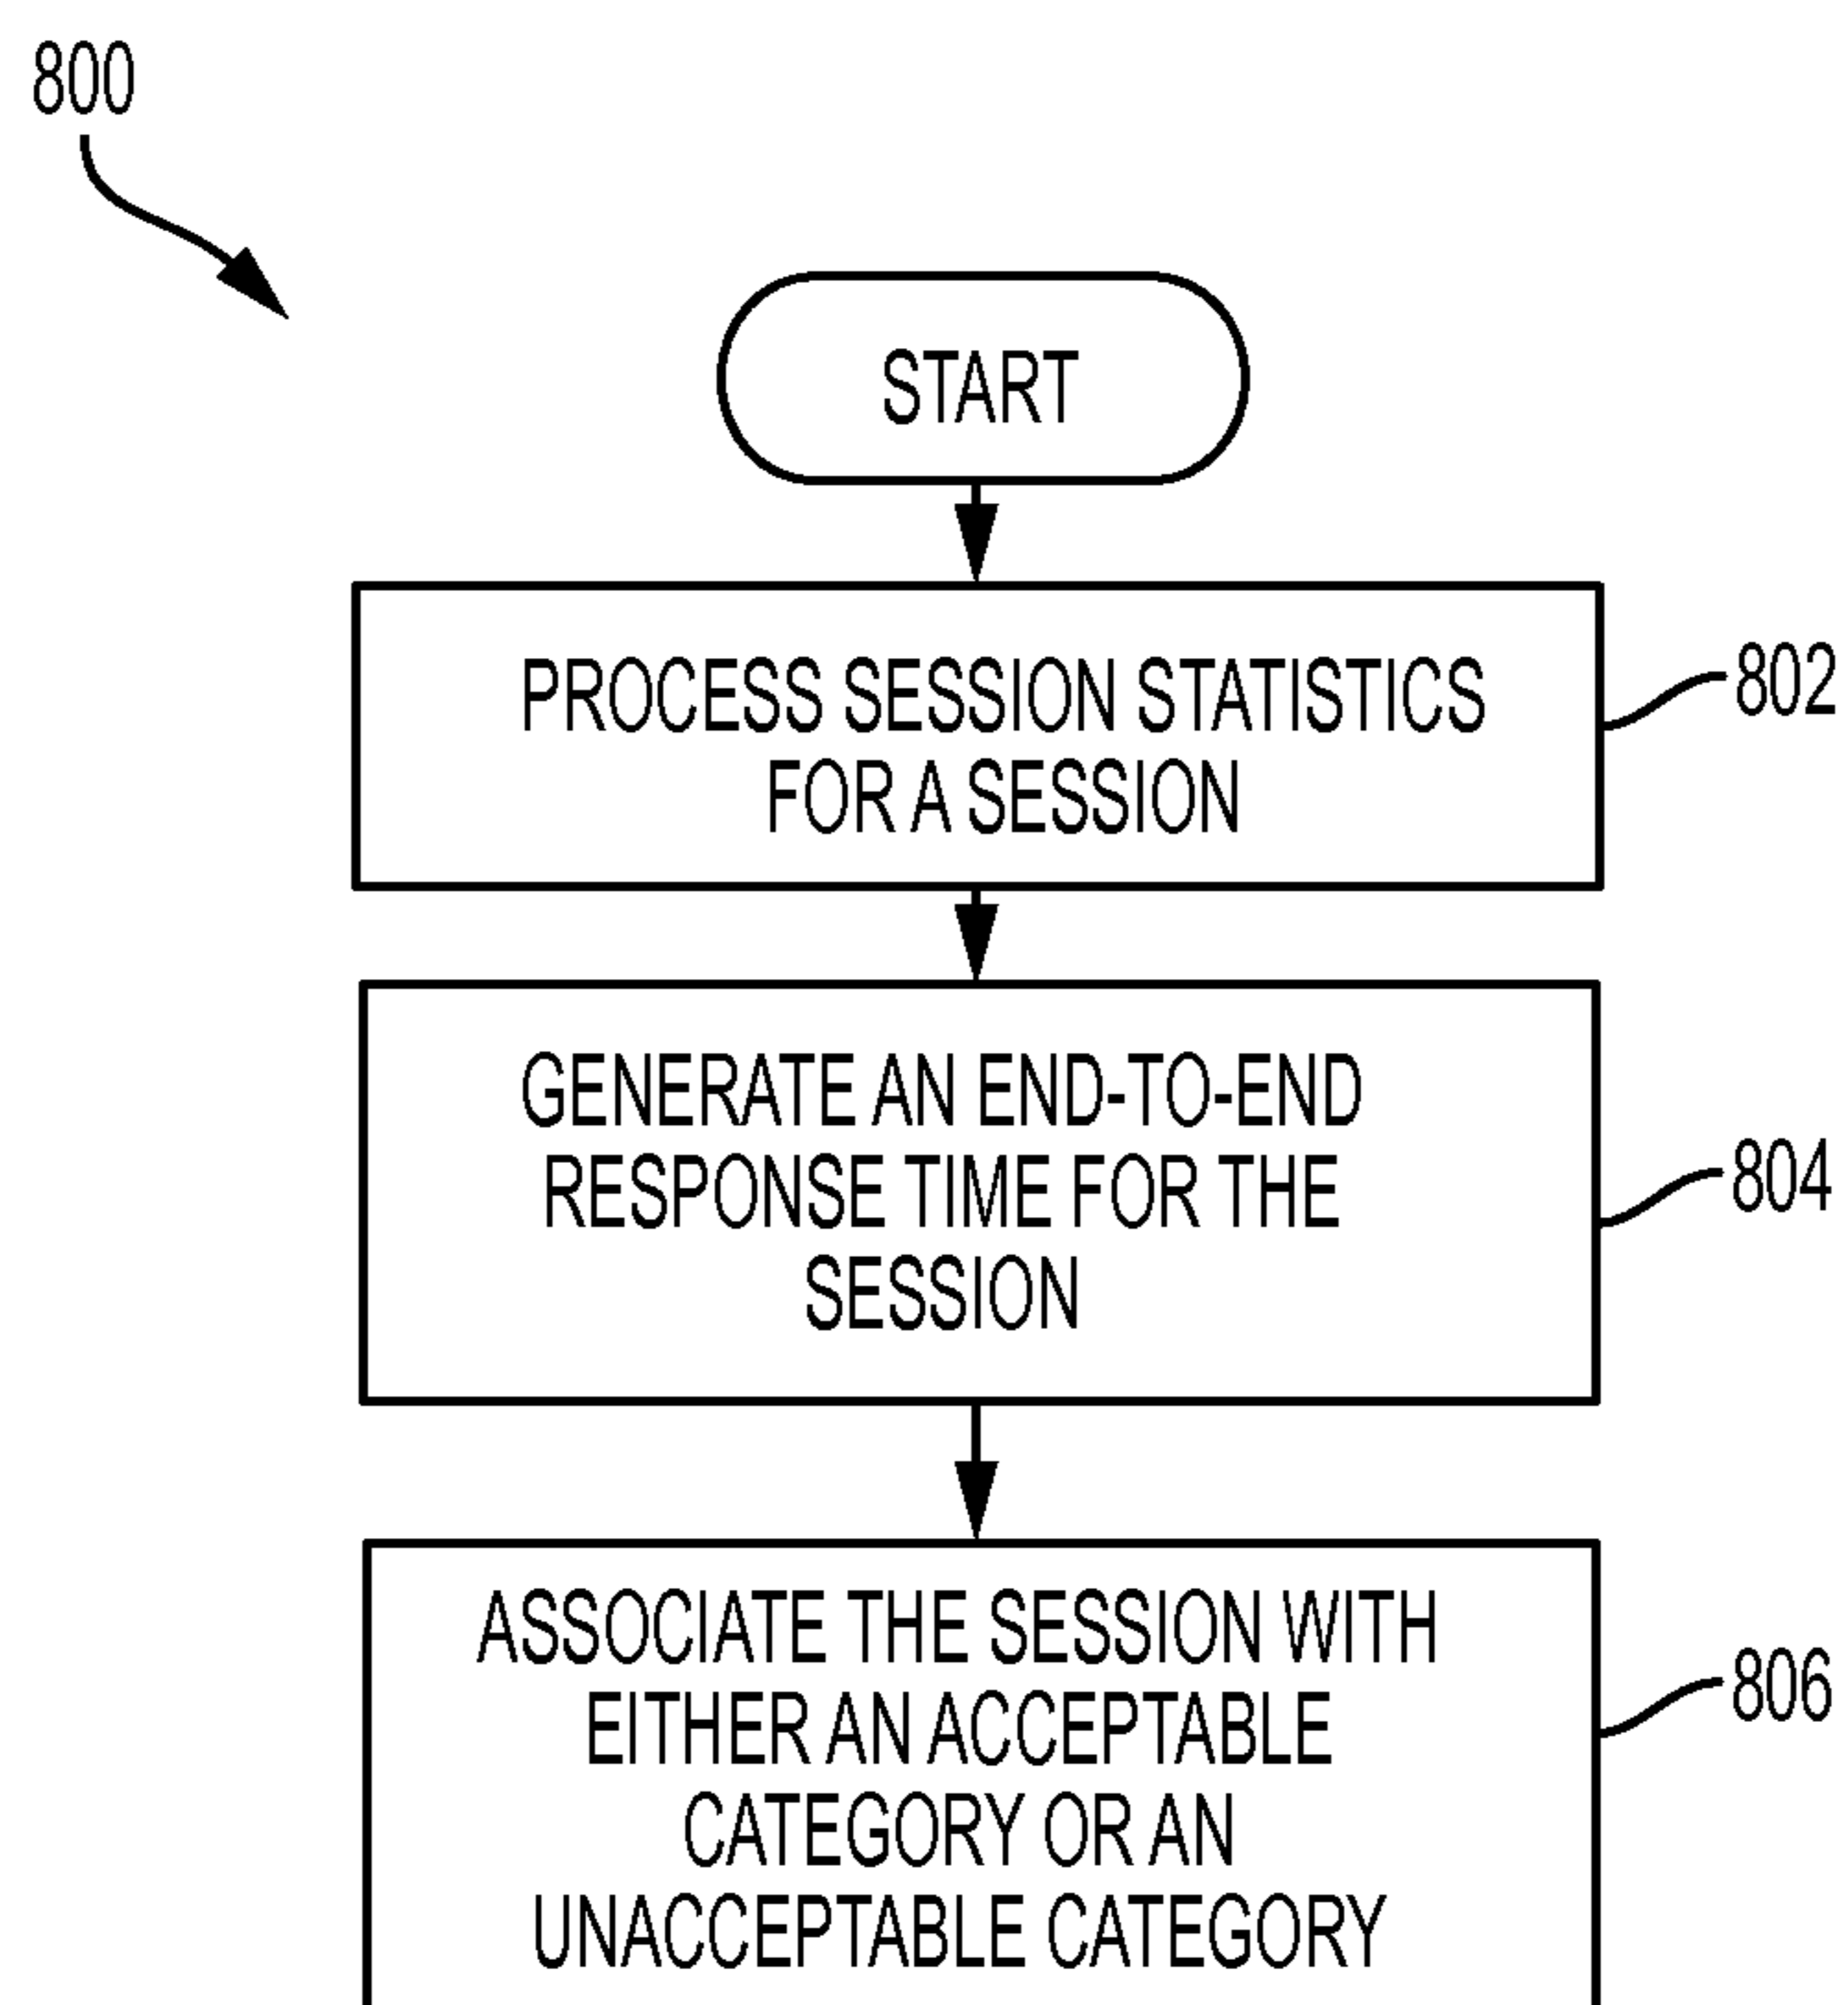 800
START
PROCESS SESSION STATISTICS
FOR A SESSION
802
GENERATE AN END-TO-END
RESPONSE TIME FOR THE
SESSION
804
ASSOCIATE THE SESSION WITH
EITHER AN ACCEPTABLE
CATEGORY OR AN
UNACCEPTABLE CATEGORY
806